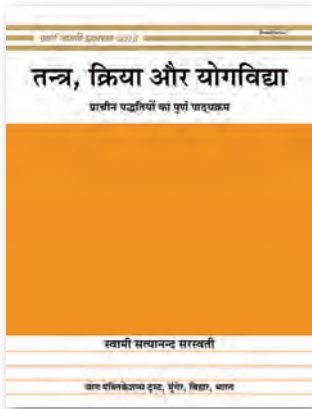 तन्त्र, क्रिया और योगविद्या
प्राचीन पद्धतियों का पूर्ण पाठ्यक्रम
स्वामी सत्यानन्द सरस्वती
योग पब्लिकेशन्स ट्रस्ट, मुंगेर, बिहार, भारत